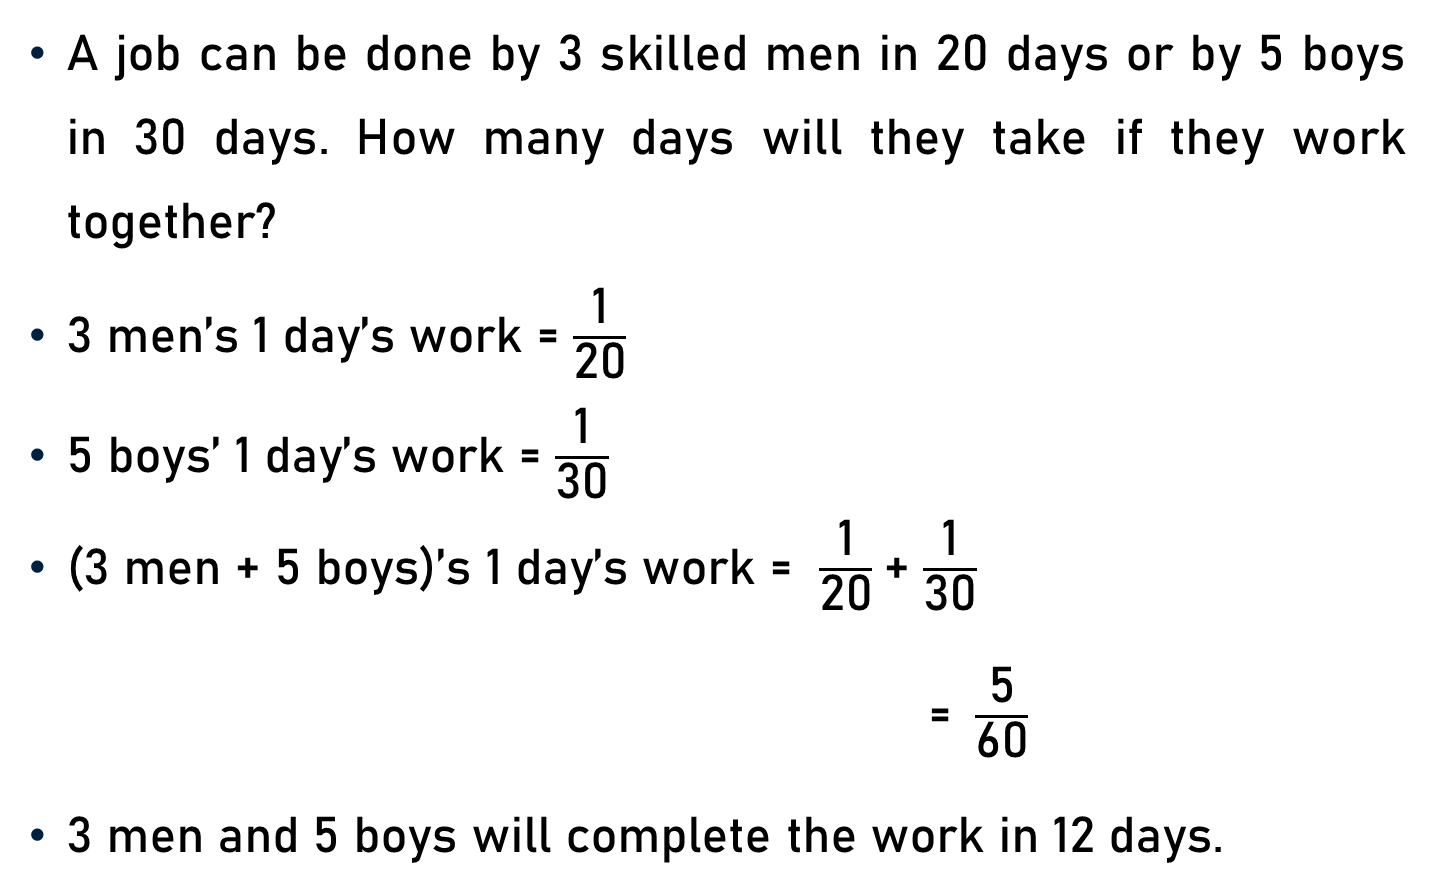 • A job can be done by 3 skilled men in 20 days or by 5 boys
in 30 days. How many days will they take if they work
together?
• 3 men’s 1 day’s work = 1/20
• 5 boys’ 1 day’s work = 1/30
• (3 men + 5 boys)’s 1 day’s work = 1/20 + 1/30
= 5/60
• 3 men and 5 boys will complete the work in 12 days.